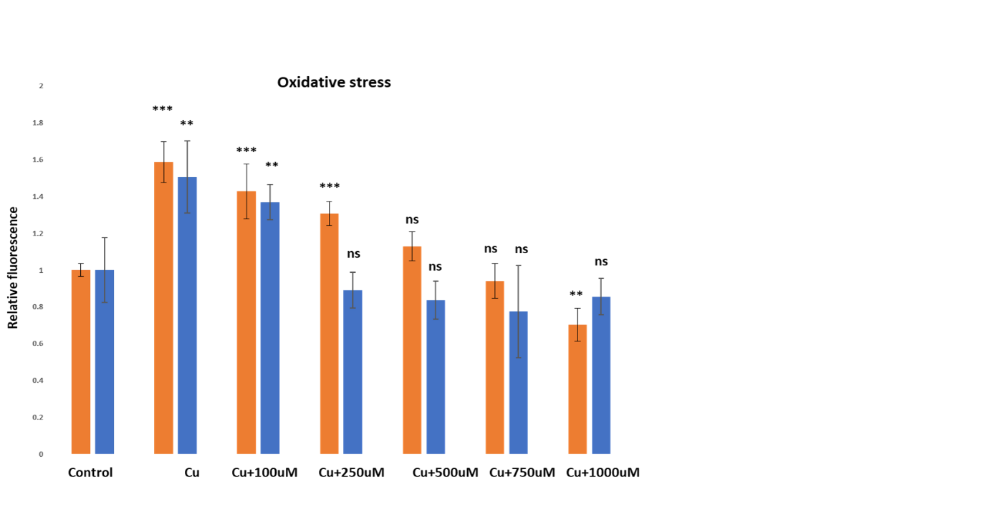 Oxidative stress
Relative fluorescence
2
1.8
1.6
1.4
1.2
1
0.8
0.6
0.4
0.2
0
***
**
***
**
***
ns
ns
ns
ns
ns
**
ns
Control Cu Cu+100uM Cu+250uM Cu+500uM Cu+750uM Cu+1000uM